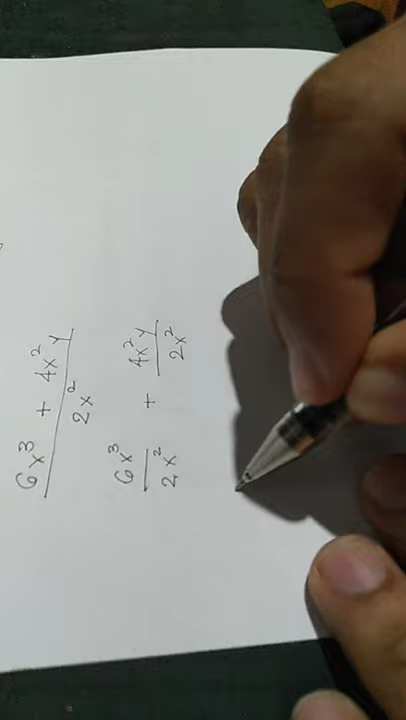 6x³ + 4x²y
2x²
6x³ + 4x²y
2x² 2x²